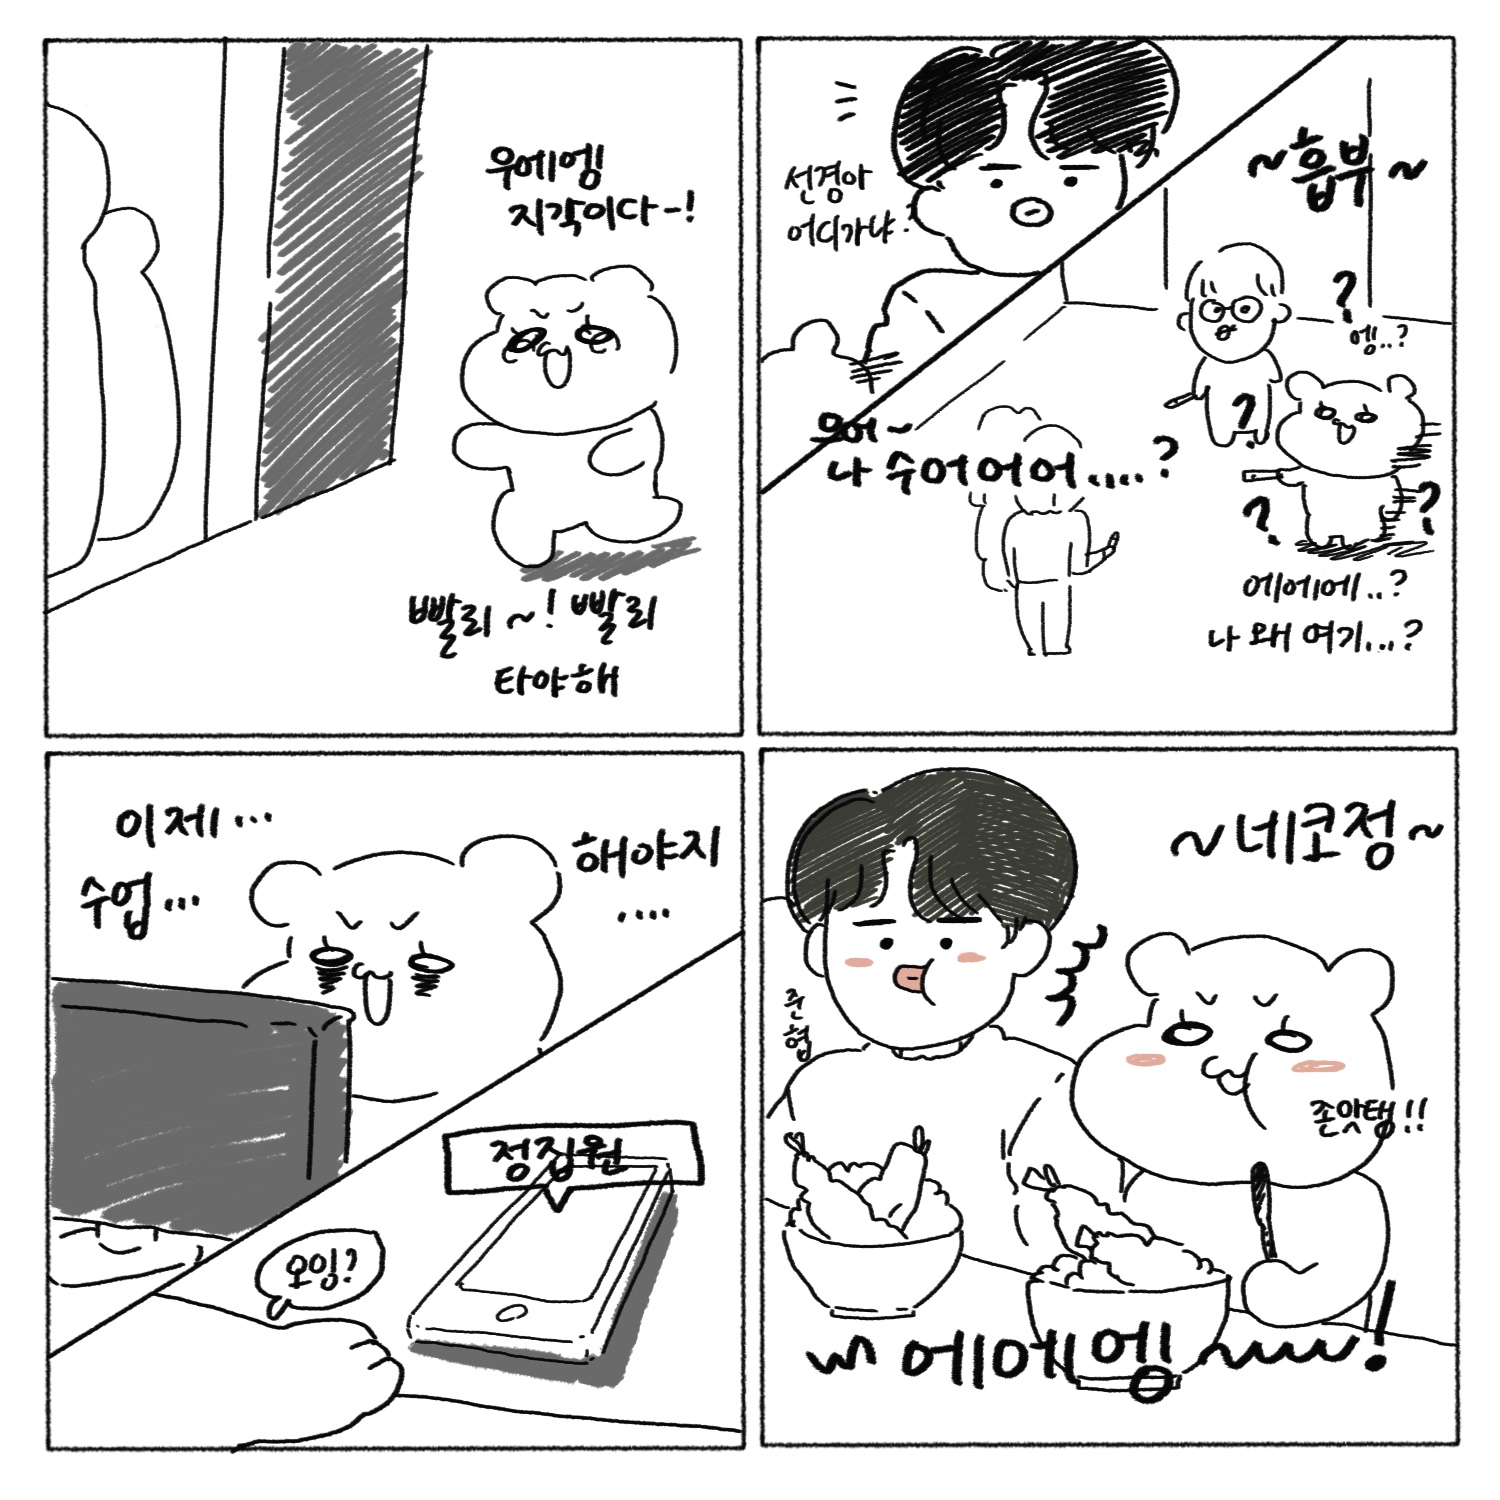 우에엥!
지각이다-!
빨리~! 빨리
타야해
선경아
어디가냐?
~흡부~
?
엥..?
?
우어~
나 수어어어....?
?
?
에에에..?
나 왜 여기...?
이제...
수업...
해야지
....
정집원
오잉?
~네코정~
준협
존맛탱!!
에에엥~!